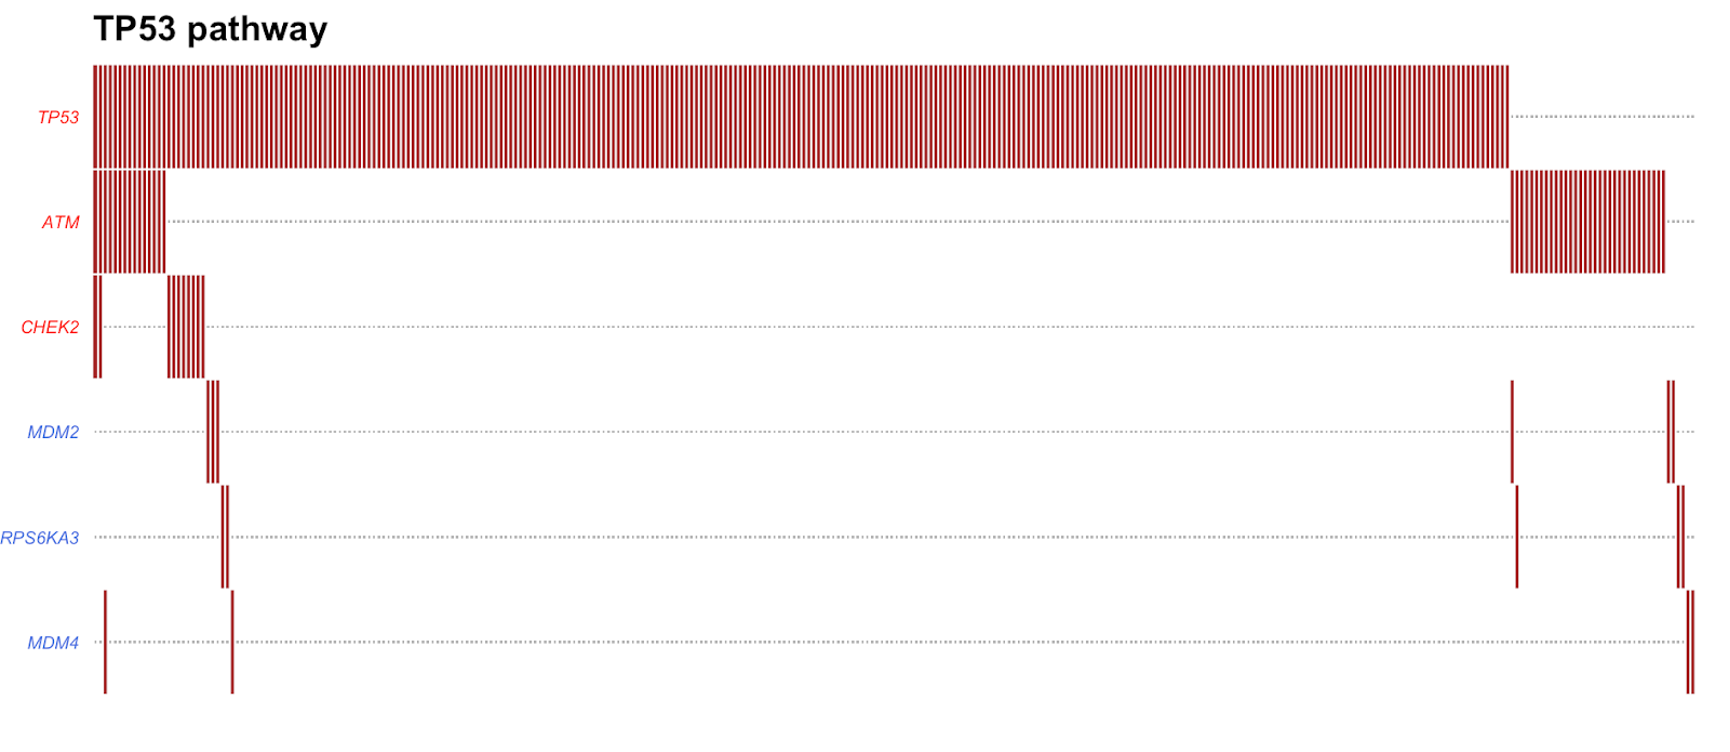 TP53 pathway
TP53
ATM
CHEK2
MDM2
RPS6KA3
MDM4